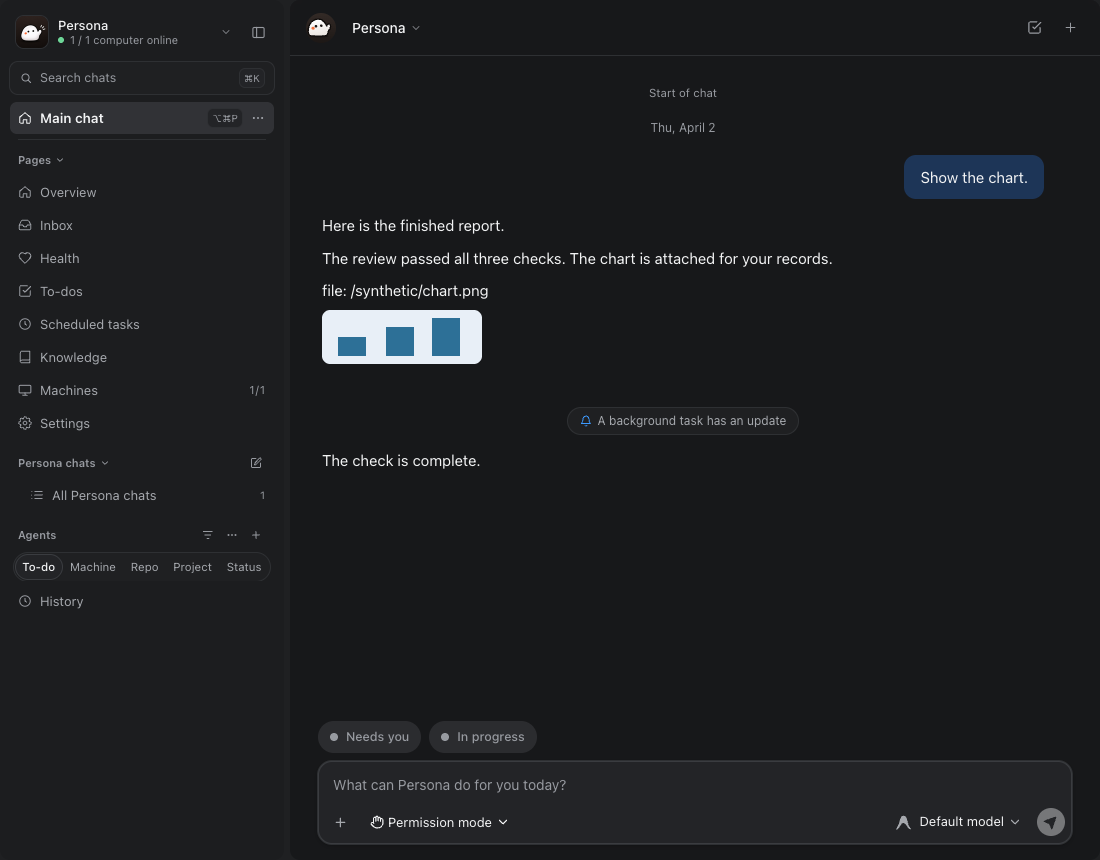 Persona
1 / 1 computer online
Search chats
⌘K
Main chat
⌥⌘P
Pages
Overview
Inbox
Health
To-dos
Scheduled tasks
Knowledge
Machines
1/1
Settings
Persona chats
All Persona chats
1
Agents
To-do
Machine
Repo
Project
Status
History
Persona
Start of chat
Thu, April 2
Show the chart.
Here is the finished report.
The review passed all three checks. The chart is attached for your records.
file: /synthetic/chart.png
A background task has an update
The check is complete.
Needs you
In progress
What can Persona do for you today?
Permission mode
Default model